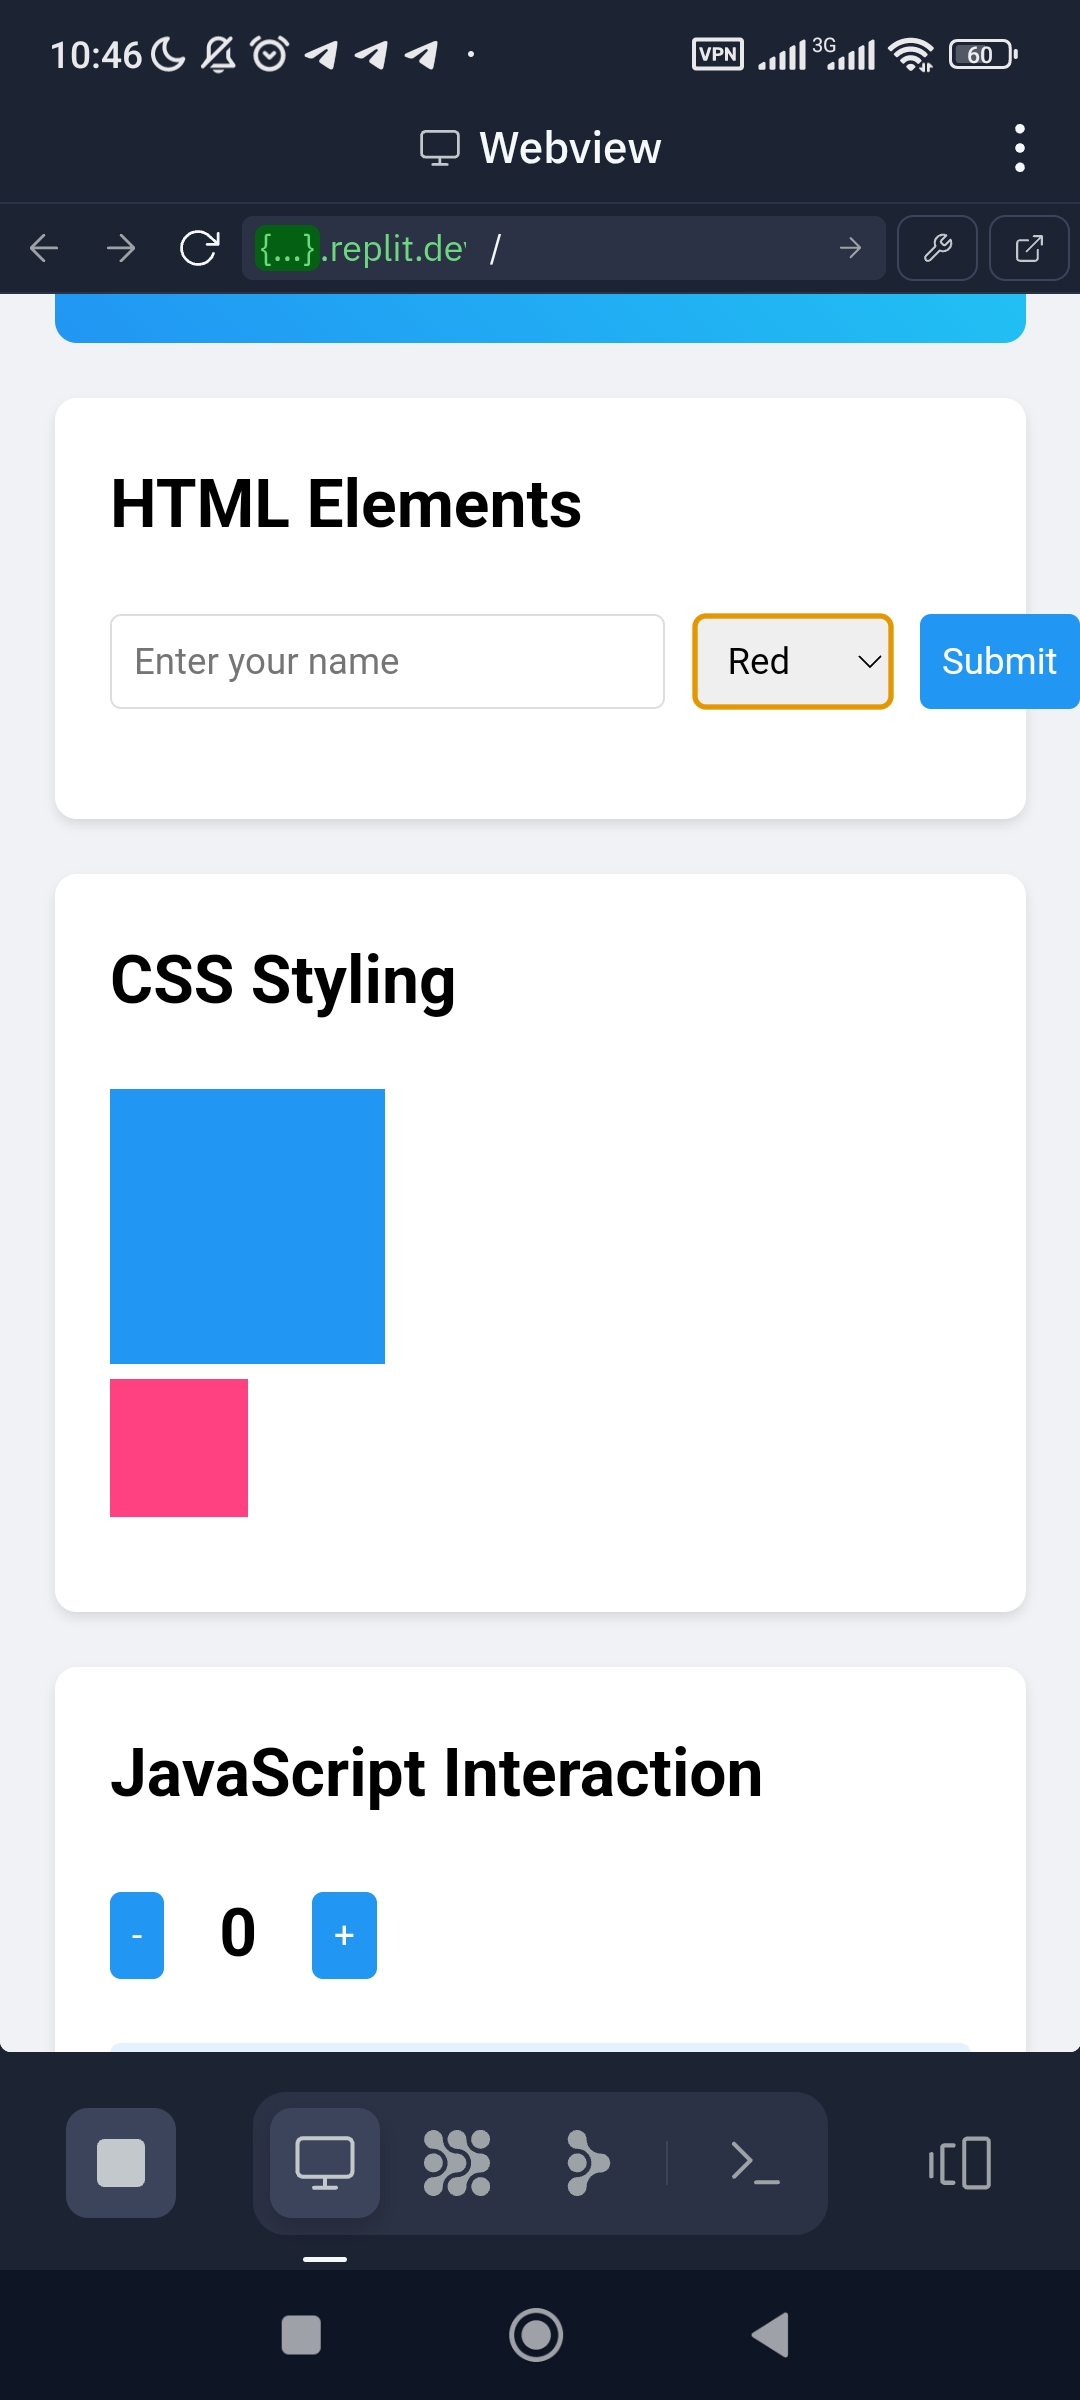 10:46 VPN 3G 60
Webview
{...}.replit.dev /
HTML Elements
Enter your name Red Submit
CSS Styling
JavaScript Interaction
- 0 +